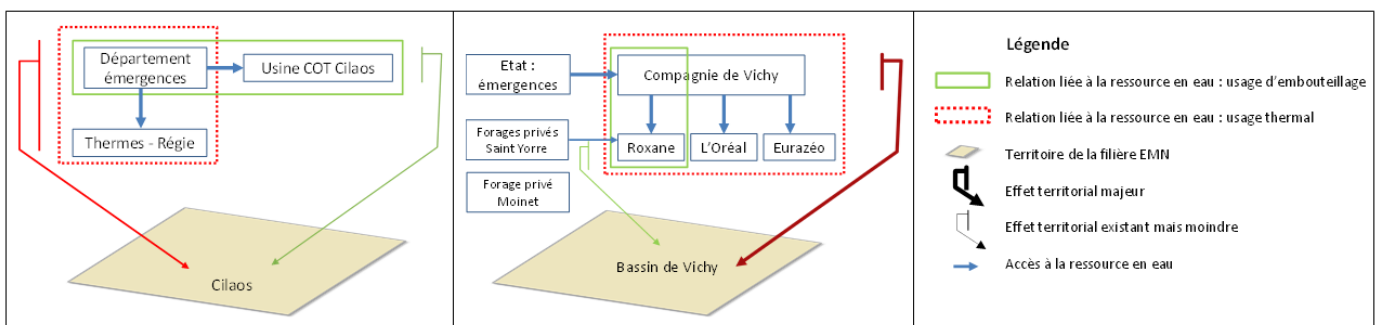 Département
émergences
Usine COT Cilaos
Thermes - Régie
Cilaos
Etat :
émergences
Compagnie de Vichy
Forages privés
Saint Yorre
Roxane
L'Oréal
Eurazéo
Forage privé
Moinet
Bassin de Vichy
Légende
Relation liée à la ressource en eau : usage d'embouteillage
Relation liée à la ressource en eau : usage thermal
Territoire de la filière EMN
Effet territorial majeur
Effet territorial existant mais moindre
Accès à la ressource en eau